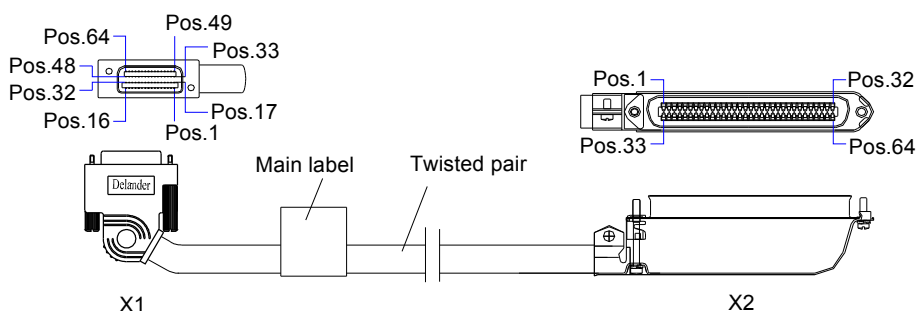 Pos.49
Pos.64
Pos.33
Pos.48
Pos.32
Pos.17
Pos.16
Pos.1
Pos.1
Pos.32
Pos.33
Pos.64
Main label
Twisted pair
Delander
X1
X2